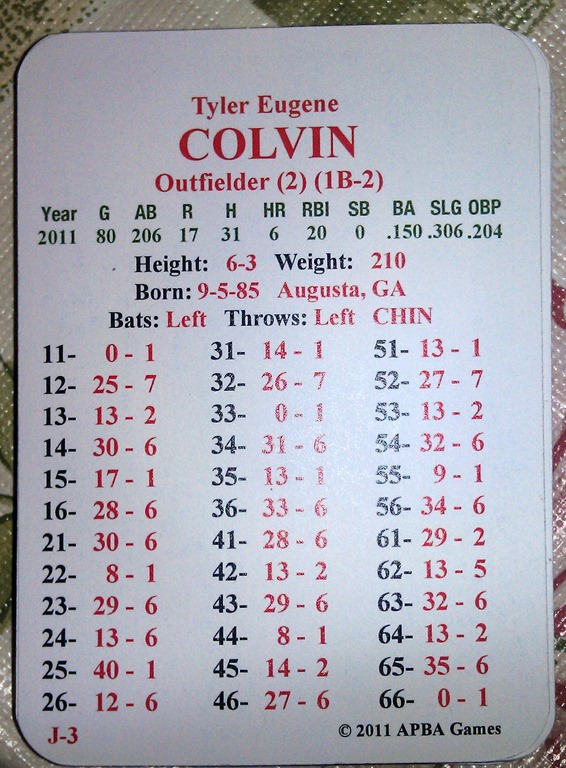 Tyler Eugene
COLVIN
Outfielder (2) (1B-2)
Year G AB R H HR RBI SB BA SLG OBP
2011 80 206 17 31 6 20 0 .150 .306 .204
Height: 6-3 Weight: 210
Born: 9-5-85 Augusta, GA
Bats: Left Throws: Left CHIN
11- 0 - 1 31- 14 - 1 51- 13 - 1
12- 25 - 7 32- 26 - 7 52- 27 - 7
13- 13 - 2 33- 0 - 1 53- 13 - 2
14- 30 - 6 34- 31 - 6 54- 32 - 6
15- 17 - 1 35- 13 - 1 55- 9 - 1
16- 28 - 6 36- 33 - 6 56- 34 - 6
21- 30 - 6 41- 28 - 6 61- 29 - 2
22- 8 - 1 42- 13 - 2 62- 13 - 5
23- 29 - 6 43- 29 - 6 63- 32 - 6
24- 13 - 6 44- 8 - 1 64- 13 - 2
25- 40 - 1 45- 14 - 2 65- 35 - 6
26- 12 - 6 46- 27 - 6 66- 0 - 1
J-3 © 2011 APBA Games